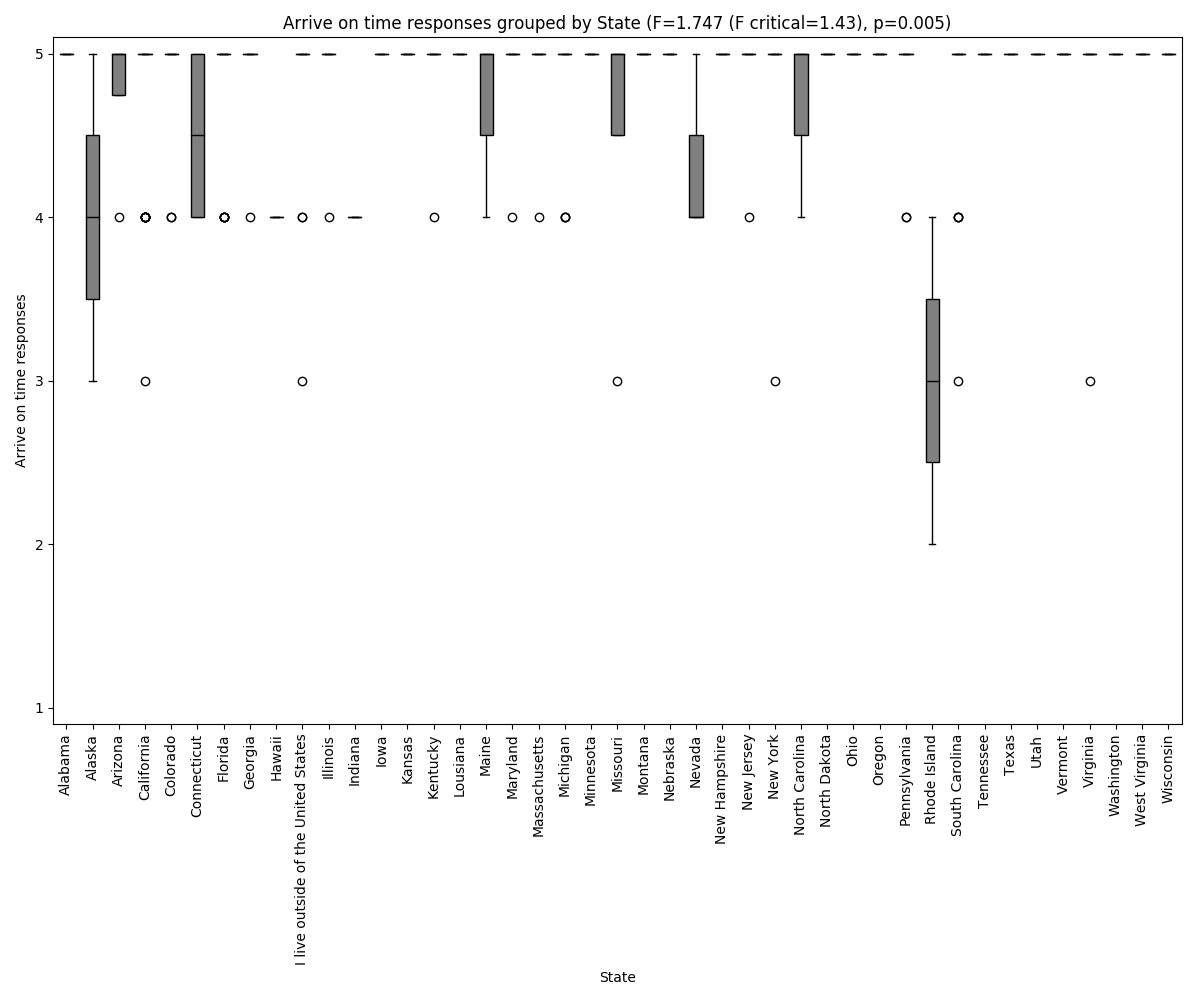 Arrive on time responses grouped by State (F=1.747 (F critical=1.43), p=0.005)
Arrive on time responses
5
4
3
2
1
Alabama
Alaska
Arizona
California
Colorado
Connecticut
Florida
Georgia
Hawaii
I live outside of the United States
Illinois
Indiana
Iowa
Kansas
Kentucky
Lousiana
Maine
Maryland
Massachusetts
Michigan
Minnesota
Missouri
Montana
Nebraska
Nevada
New Hampshire
New Jersey
New York
North Carolina
North Dakota
Ohio
Oregon
Pennsylvania
Rhode Island
South Carolina
Tennessee
Texas
Utah
Vermont
Virginia
Washington
West Virginia
Wisconsin
State